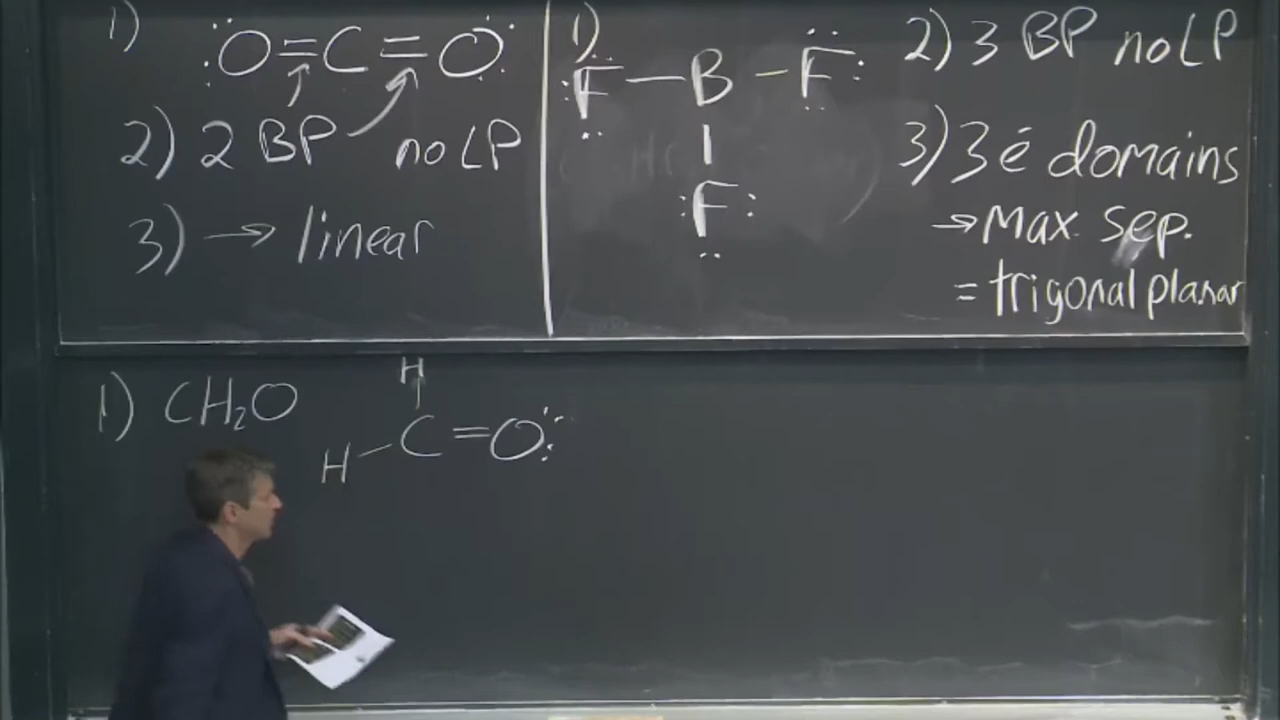 1) :Ö=C=Ö:
2) 2 BP no LP
3) → linear
1) :F̈—B—F̈:
|
:F̤:
2) 3 BP no LP
3) 3 é domains
→ Max. Sep.
= trigonal planar
1) CH₂O
H
|
H—C=O: